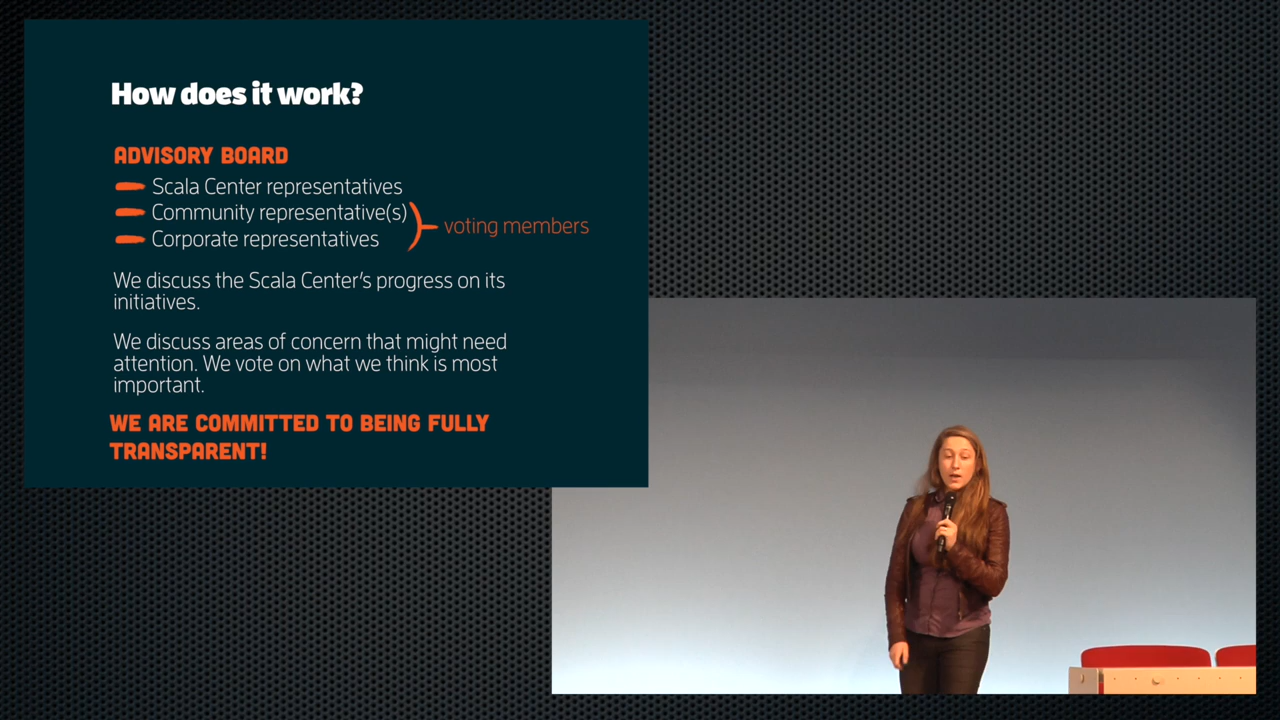 How does it work?
ADVISORY BOARD
Scala Center representatives
Community representative(s)
Corporate representatives
voting members
We discuss the Scala Center's progress on its
initiatives.
We discuss areas of concern that might need
attention. We vote on what we think is most
important.
WE ARE COMMITTED TO BEING FULLY
TRANSPARENT!